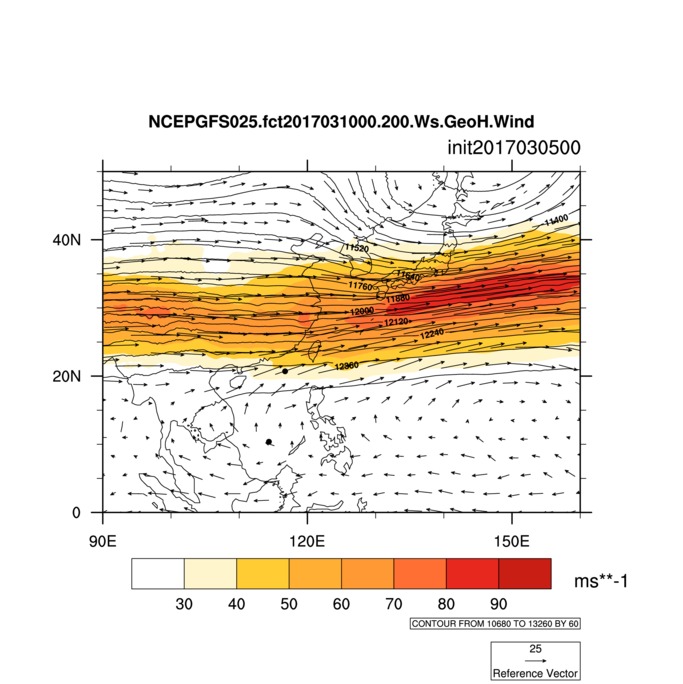 NCEPGFS025.fct2017031000.200.Ws.GeoH.Wind
init2017030500
40N
20N
0
11400
11520
11640
11760
11880
12000
12120
12240
12360
90E 120E 150E
30 40 50 60 70 80 90
ms**-1
CONTOUR FROM 10680 TO 13260 BY 60
25
Reference Vector